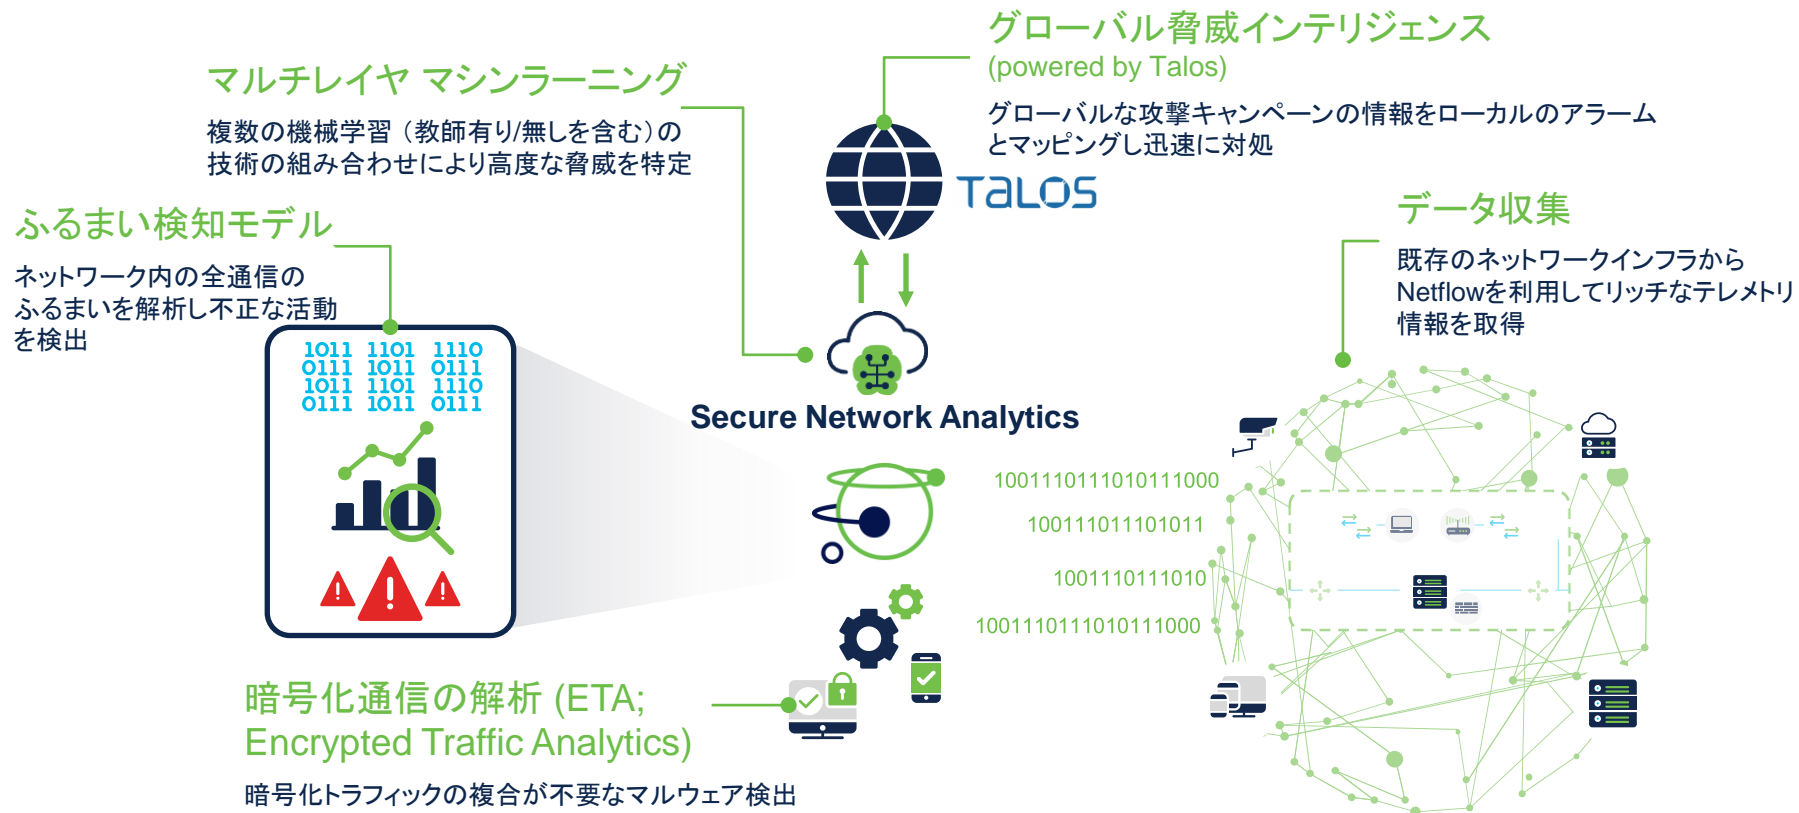 グローバル脅威インテリジェンス
(powered by Talos)
グローバルな攻撃キャンペーンの情報をローカルのアラーム
とマッピングし迅速に対処
TALOS
マルチレイヤ マシンラーニング
複数の機械学習（教師有り/無しを含む）の
技術の組み合わせにより高度な脅威を特定
ふるまい検知モデル
ネットワーク内の全通信の
ふるまいを解析し不正な活動
を検出
1011 1101 1110
0111 1011 0111
1011 1101 1110
0111 1011 0111
データ収集
既存のネットワークインフラから
Netflowを利用してリッチなテレメトリ
情報を取得
Secure Network Analytics
1001110111010111000
100111011101011
1001110111010
1001110111010111000
暗号化通信の解析 (ETA;
Encrypted Traffic Analytics)
暗号化トラフィックの複合が不要なマルウェア検出